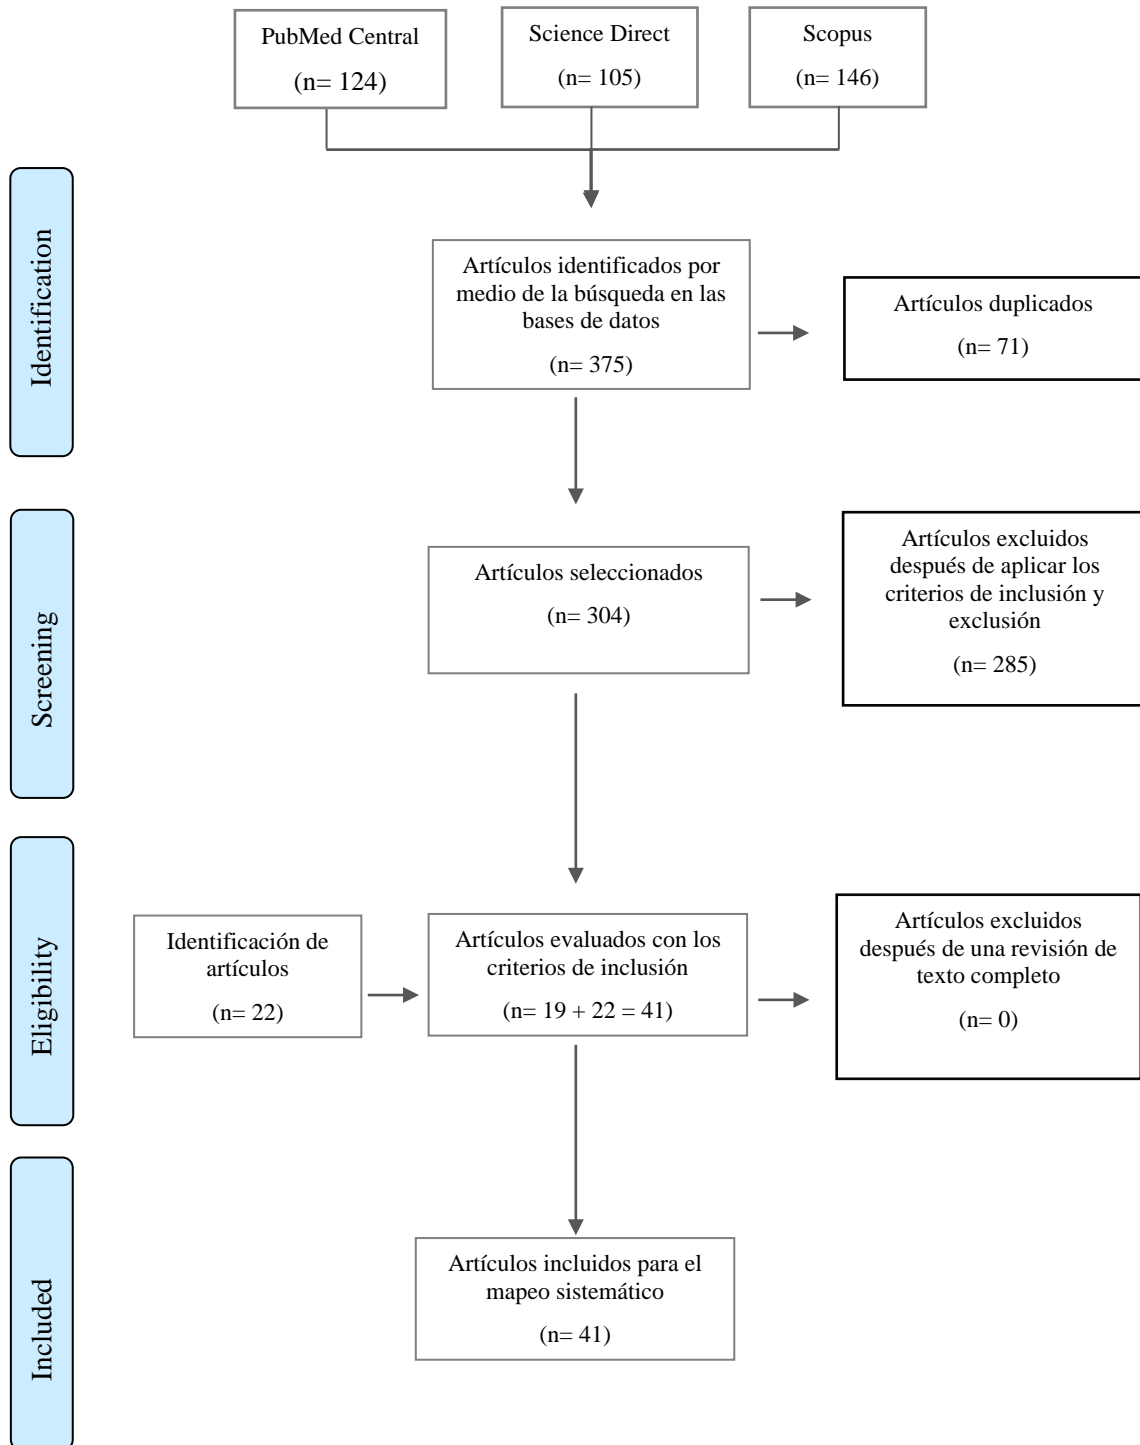 PubMed Central
(n= 124)
Science Direct
(n= 105)
Scopus
(n= 146)
Identification
Artículos identificados por
medio de la búsqueda en las
bases de datos
(n= 375)
Artículos duplicados
(n= 71)
Screening
Artículos seleccionados
(n= 304)
Artículos excluidos
después de aplicar los
criterios de inclusión y
exclusión
(n= 285)
Eligibility
Identificación de
artículos
(n= 22)
Artículos evaluados con los
criterios de inclusión
(n= 19 + 22 = 41)
Artículos excluidos
después de una revisión de
texto completo
(n= 0)
Included
Artículos incluidos para el
mapeo sistemático
(n= 41)